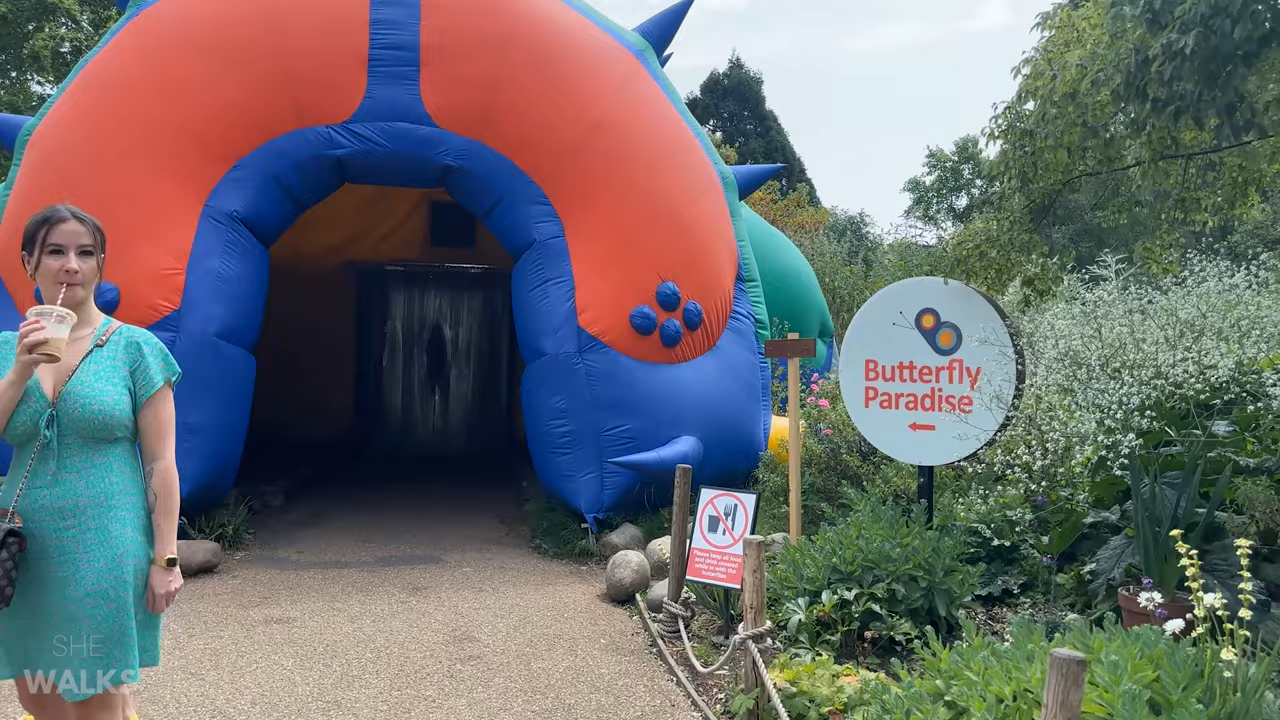 Butterfly
Paradise
Please keep all food
and drink covered
while in with the
butterflies
SHE
WALKS